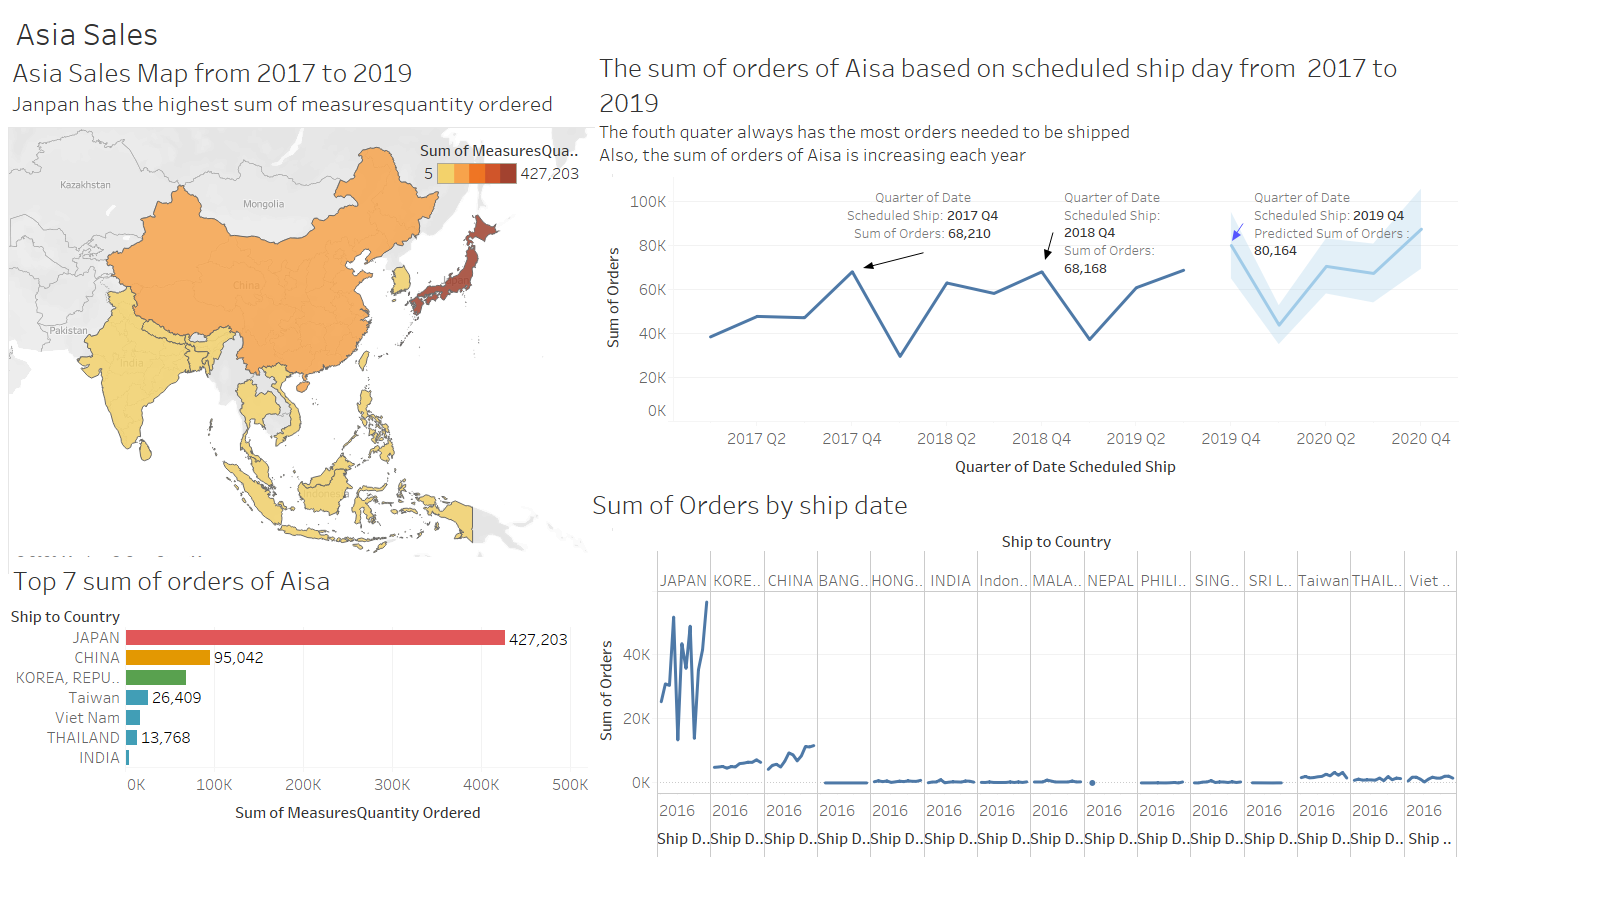 Asia Sales
Asia Sales Map from 2017 to 2019
Janpan has the highest sum of measuresquantity ordered
Sum of MeasuresQua..
5 427,203
Kazakhstan
Mongolia
China
Pakistan
India
Indonesia
Top 7 sum of orders of Aisa
Ship to Country
JAPAN 427,203
CHINA 95,042
KOREA, REPU..
Taiwan 26,409
Viet Nam
THAILAND 13,768
INDIA
0K 100K 200K 300K 400K 500K
Sum of MeasuresQuantity Ordered
The sum of orders of Aisa based on scheduled ship day from 2017 to
2019
The fouth quater always has the most orders needed to be shipped
Also, the sum of orders of Aisa is increasing each year
Sum of Orders
100K
80K
60K
40K
20K
0K
Quarter of Date
Scheduled Ship: 2017 Q4
Sum of Orders: 68,210
Quarter of Date
Scheduled Ship:
2018 Q4
Sum of Orders:
68,168
Quarter of Date
Scheduled Ship: 2019 Q4
Predicted Sum of Orders :
80,164
2017 Q2 2017 Q4 2018 Q2 2018 Q4 2019 Q2 2019 Q4 2020 Q2 2020 Q4
Quarter of Date Scheduled Ship
Sum of Orders by ship date
Ship to Country
JAPAN KORE.. CHINA BANG.. HONG.. INDIA Indon.. MALA.. NEPAL PHILI.. SING.. SRI L.. Taiwan THAIL.. Viet ..
Sum of Orders
40K
20K
0K
2016 2016 2016 2016 2016 2016 2016 2016 2016 2016 2016 2016 2016 2016 2016
Ship D.. Ship D.. Ship D.. Ship D.. Ship D.. Ship D.. Ship D.. Ship D.. Ship D.. Ship D.. Ship D.. Ship D.. Ship D.. Ship D.. Ship ..